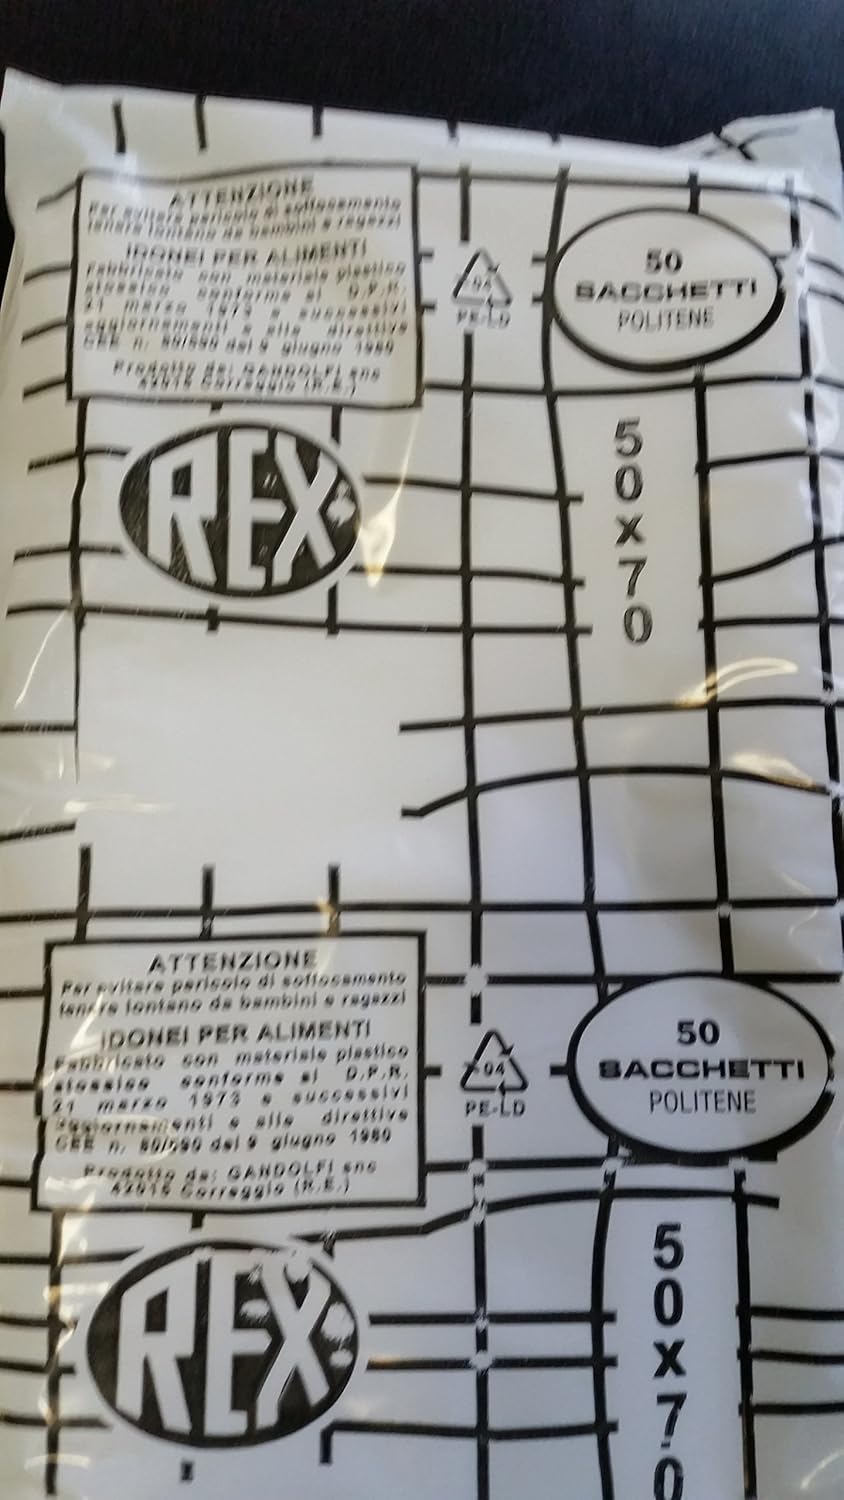 ATTENZIONE
Per evitare pericolo di soffocamento
tenere lontano da bambini e ragazzi
IDONEI PER ALIMENTI
Fabbricato con materiale plastico
atossico conforme al D.P.R.
21 marzo 1973 e successivi
aggiornamenti e alle direttive
CEE n. 80/590 del 9 giugno 1980
Prodotto da: GANDOLFI snc
42015 Correggio (R.E.)
04
PE-LD
50
SACCHETTI
POLITENE
REX
50x70
ATTENZIONE
Per evitare pericolo di soffocamento
tenere lontano da bambini e ragazzi
IDONEI PER ALIMENTI
Fabbricato con materiale plastico
atossico conforme al D.P.R.
21 marzo 1973 e successivi
aggiornamenti e alle direttive
CEE n. 80/590 del 9 giugno 1980
Prodotto da: GANDOLFI snc
42015 Correggio (R.E.)
04
PE-LD
50
SACCHETTI
POLITENE
REX
50x70